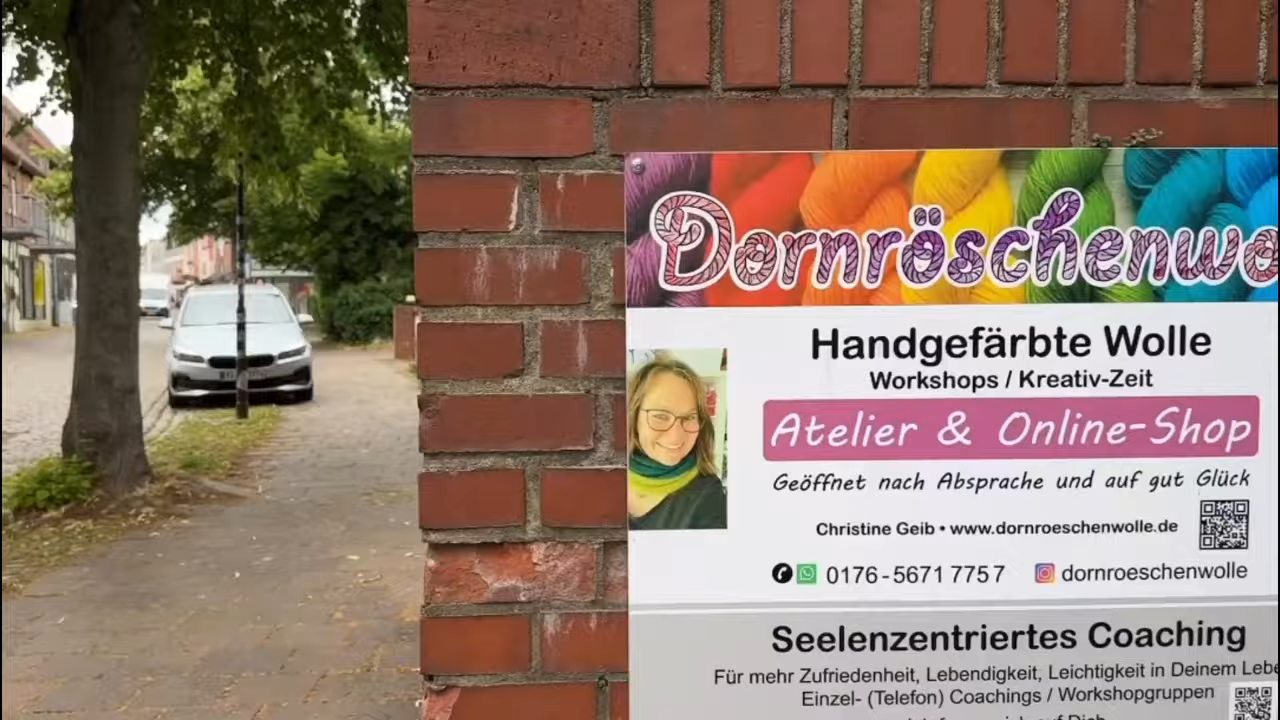 Dornröschenwo
Handgefärbte Wolle
Workshops / Kreativ-Zeit
Atelier & Online-Shop
Geöffnet nach Absprache und auf gut Glück
Christine Geib • www.dornroeschenwolle.de
0176-5671 7757
dornroeschenwolle
Seelenzentriertes Coaching
Für mehr Zufriedenheit, Lebendigkeit, Leichtigkeit in Deinem Lebe
Einzel- (Telefon) Coachings / Workshopgruppen